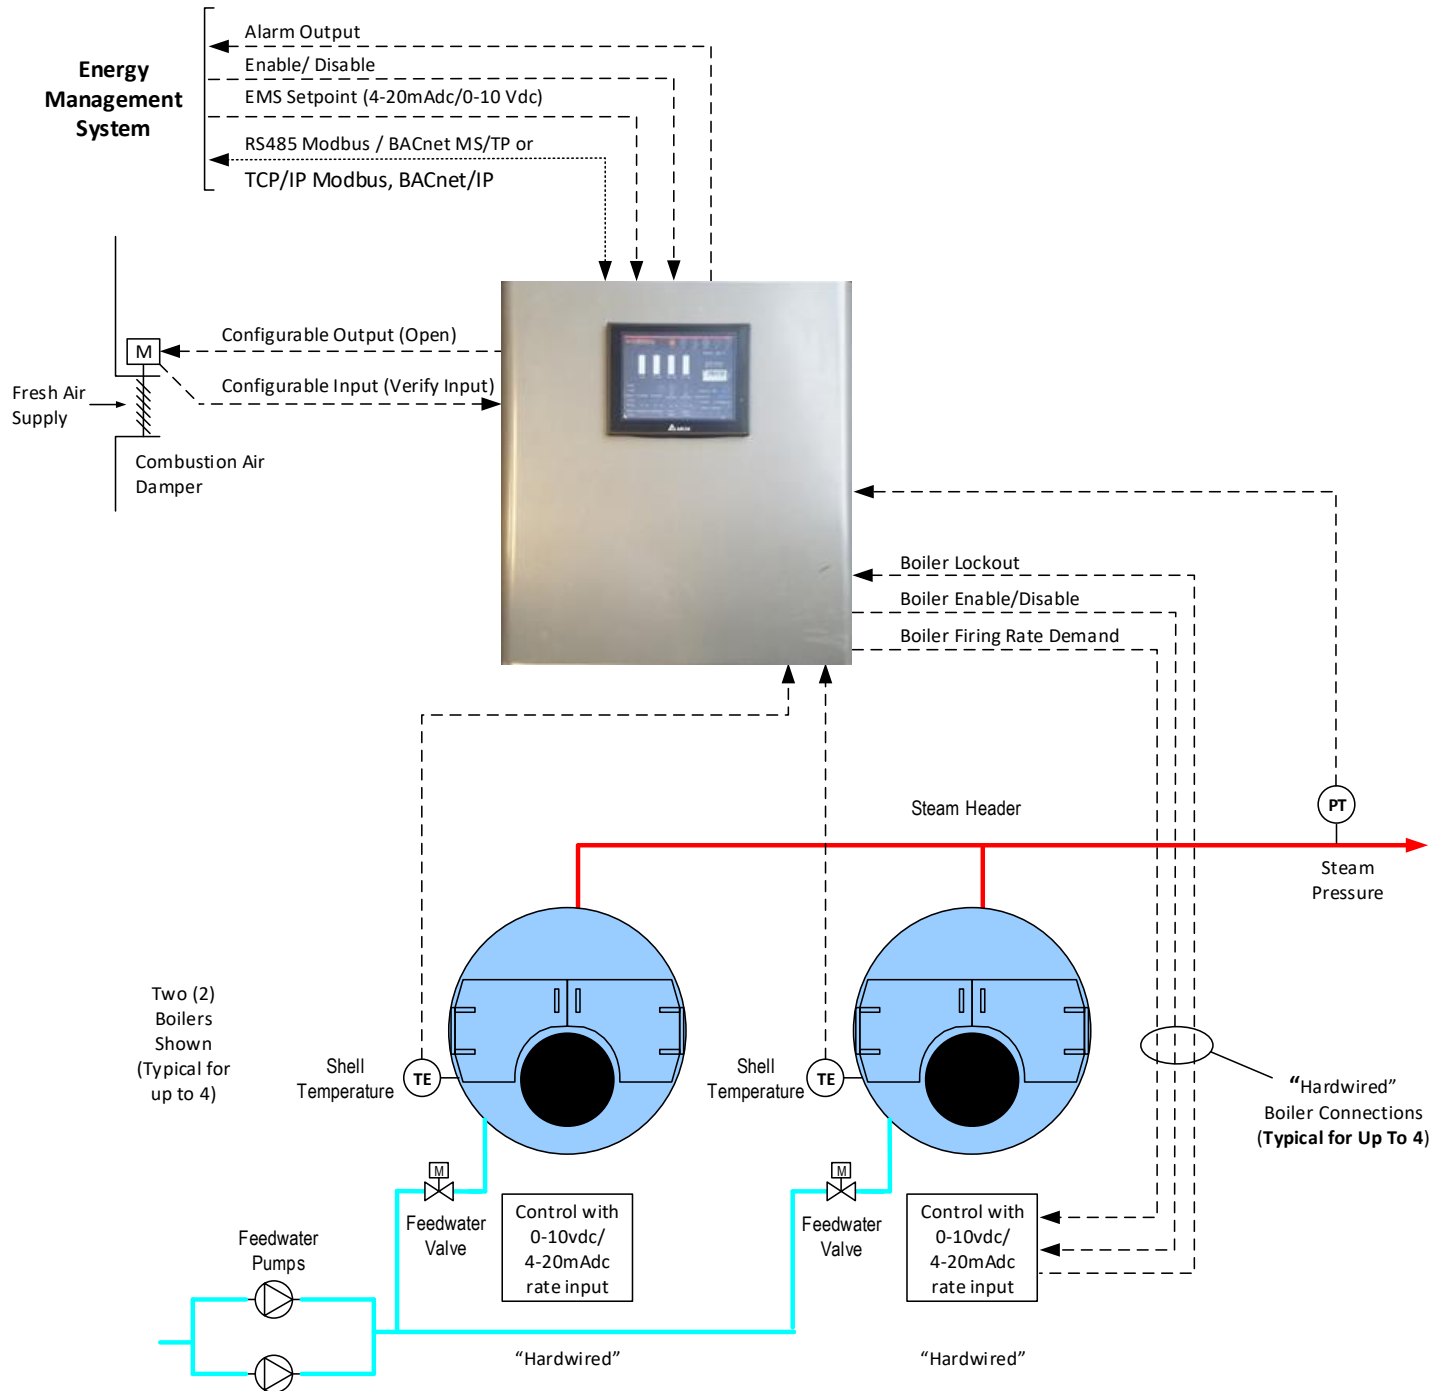 Energy
Management
System
Alarm Output
Enable/ Disable
EMS Setpoint (4-20mAdc/0-10 Vdc)
RS485 Modbus / BACnet MS/TP or
TCP/IP Modbus, BACnet/IP
Configurable Output (Open)
M
Configurable Input (Verify Input)
Fresh Air
Supply
Combustion Air
Damper
Boiler Lockout
Boiler Enable/Disable
Boiler Firing Rate Demand
PT
Steam Header
Steam
Pressure
Two (2)
Boilers
Shown
(Typical for
up to 4)
Shell
Temperature
TE
Shell
Temperature
TE
"Hardwired"
Boiler Connections
(Typical for Up To 4)
M
Feedwater
Valve
Control with
0-10vdc/
4-20mAdc
rate input
M
Feedwater
Valve
Control with
0-10vdc/
4-20mAdc
rate input
Feedwater
Pumps
"Hardwired"
"Hardwired"